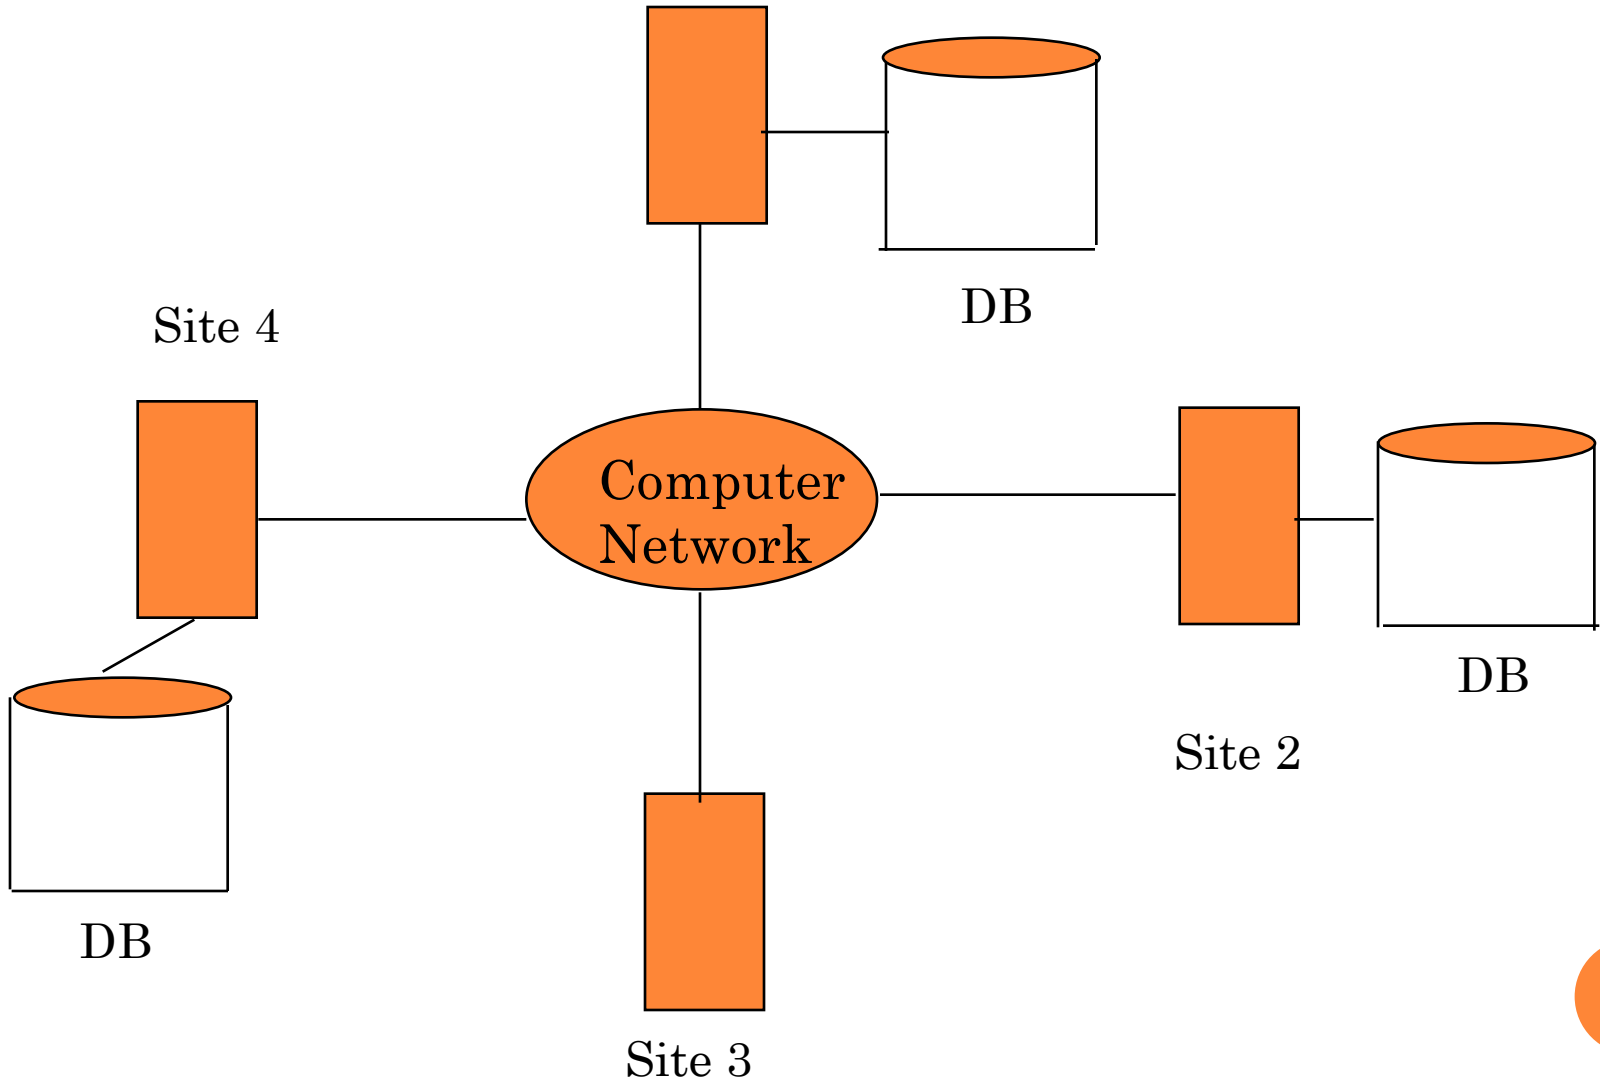 DB
Site 4
Computer
Network
DB
Site 2
DB
Site 3